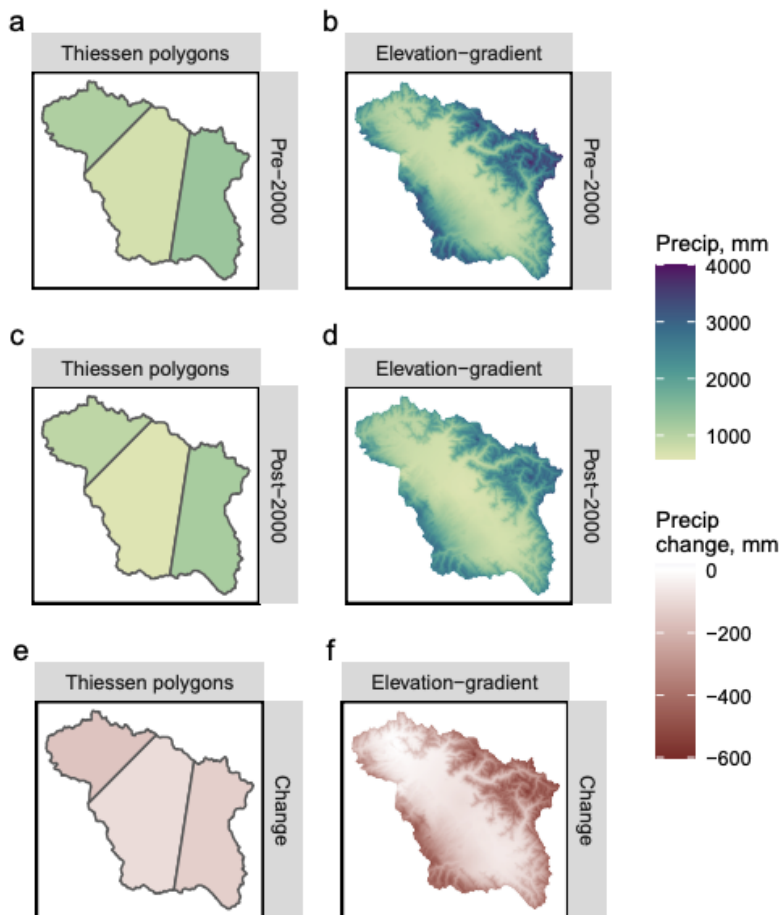 a
Thiessen polygons
Pre−2000
b
Elevation−gradient
Pre−2000
c
Thiessen polygons
Post−2000
d
Elevation−gradient
Post−2000
e
Thiessen polygons
Change
f
Elevation−gradient
Change
Precip, mm
4000
3000
2000
1000
Precip
change, mm
0
−200
−400
−600